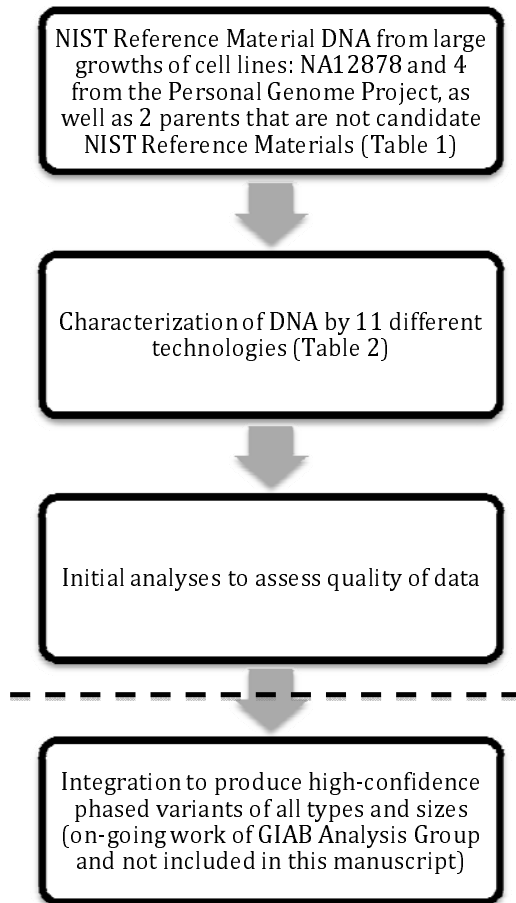 NIST Reference Material DNA from large
growths of cell lines: NA12878 and 4
from the Personal Genome Project, as
well as 2 parents that are not candidate
NIST Reference Materials (Table 1)
Characterization of DNA by 11 different
technologies (Table 2)
Initial analyses to assess quality of data
Integration to produce high-confidence
phased variants of all types and sizes
(on-going work of GIAB Analysis Group
and not included in this manuscript)